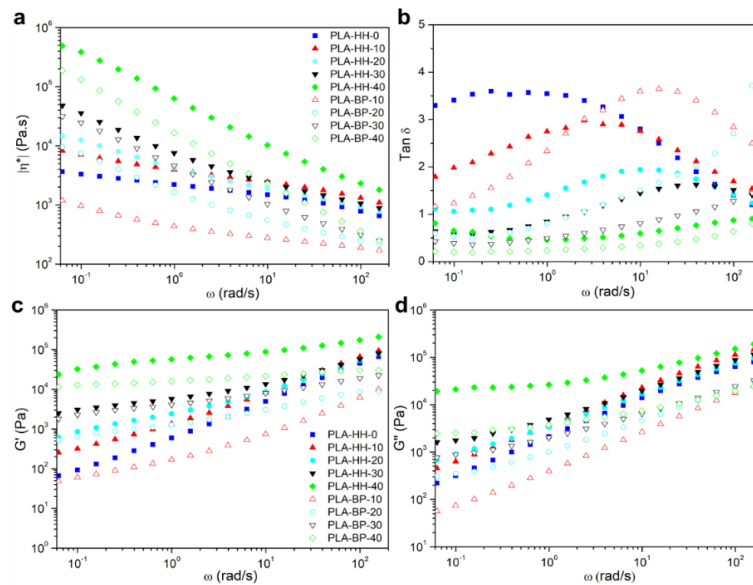 a
10⁶
10⁵
10⁴
10³
10²
|η*| (Pa.s)
10⁻¹ 10⁰ 10¹ 10²
ω (rad/s)
PLA-HH-0
PLA-HH-10
PLA-HH-20
PLA-HH-30
PLA-HH-40
PLA-BP-10
PLA-BP-20
PLA-BP-30
PLA-BP-40
b
5
4
3
2
1
0
Tan δ
10⁻¹ 10⁰ 10¹ 10²
ω (rad/s)
c
10⁶
10⁵
10⁴
10³
10²
10¹
10⁰
G' (Pa)
10⁻¹ 10⁰ 10¹ 10²
ω (rad/s)
PLA-HH-0
PLA-HH-10
PLA-HH-20
PLA-HH-30
PLA-HH-40
PLA-BP-10
PLA-BP-20
PLA-BP-30
PLA-BP-40
d
10⁶
10⁵
10⁴
10³
10²
10¹
10⁰
G'' (Pa)
10⁻¹ 10⁰ 10¹ 10²
ω (rad/s)